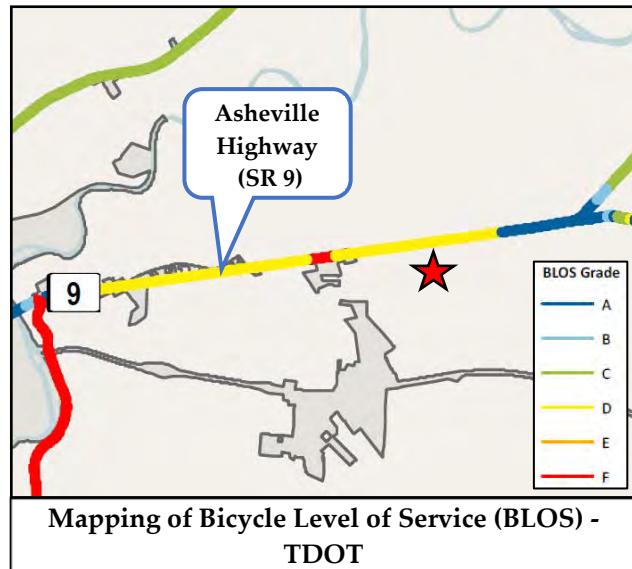 Asheville
Highway
(SR 9)
9
BLOS Grade
A
B
C
D
E
F
Mapping of Bicycle Level of Service (BLOS) -
TDOT